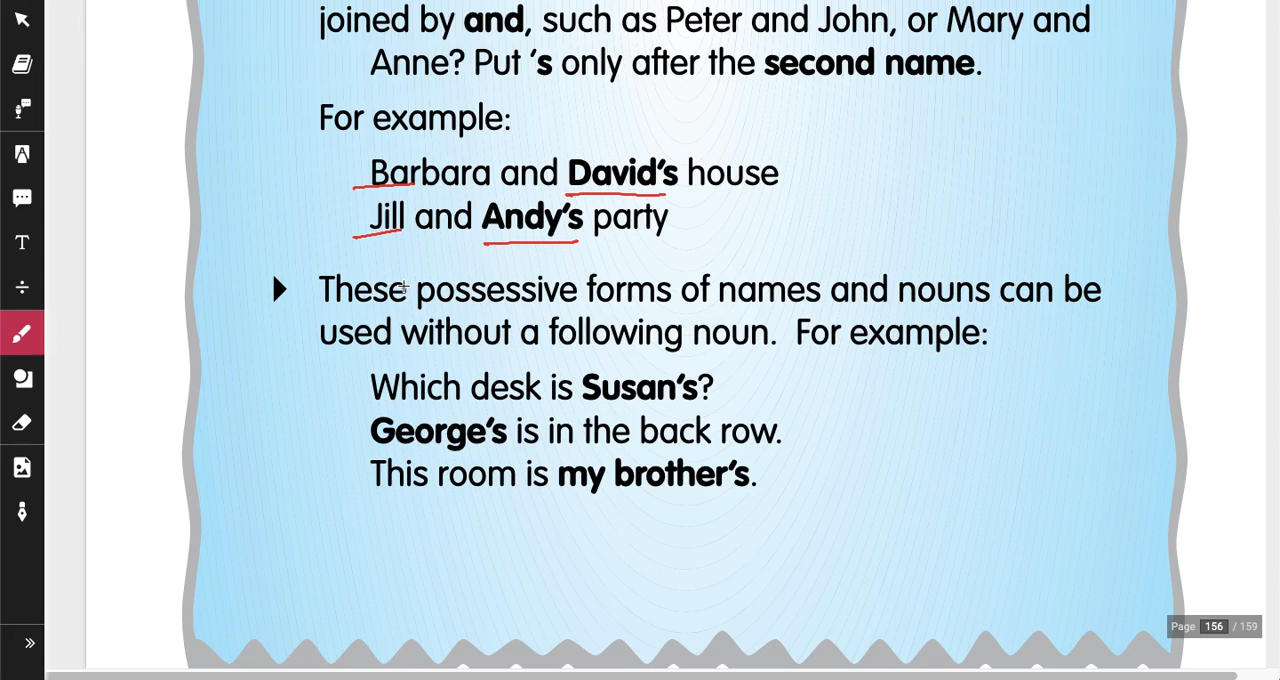 joined by and, such as Peter and John, or Mary and
Anne? Put ‘s only after the second name.
For example:
Barbara and David’s house
Jill and Andy’s party
These possessive forms of names and nouns can be
used without a following noun. For example:
Which desk is Susan’s?
George’s is in the back row.
This room is my brother’s.
Page 156 / 159